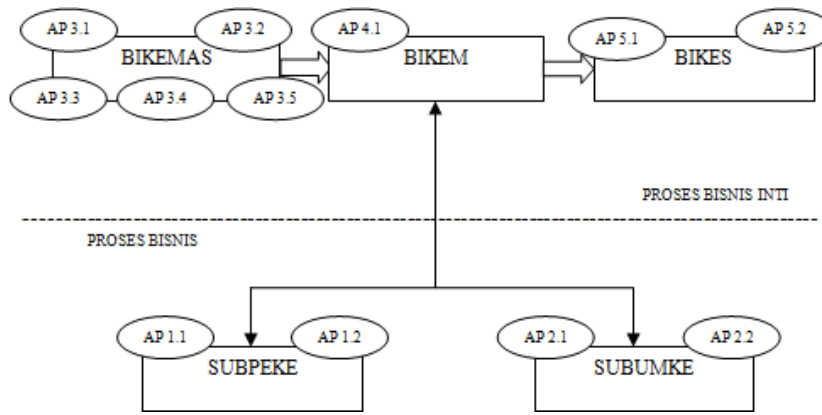 AP 3.1
AP 3.2
BIKEMAS
AP 3.3
AP 3.4
AP 3.5
AP 4.1
BIKEM
AP 5.1
AP 5.2
BIKES
PROSES BISNIS INTI
PROSES BISNIS
AP 1.1
AP 1.2
SUBPEKE
AP 2.1
AP 2.2
SUBUMKE